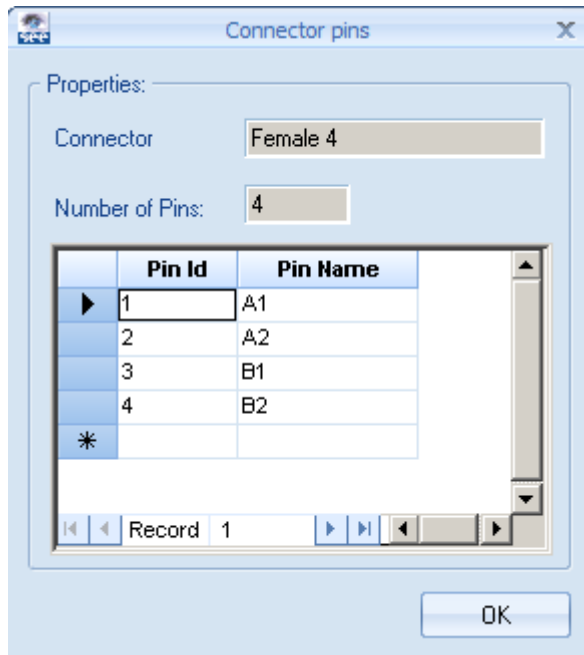 see
Connector pins
Properties:
Connector Female 4
Number of Pins: 4
Pin Id Pin Name
1 A1
2 A2
3 B1
4 B2
Record 1
OK